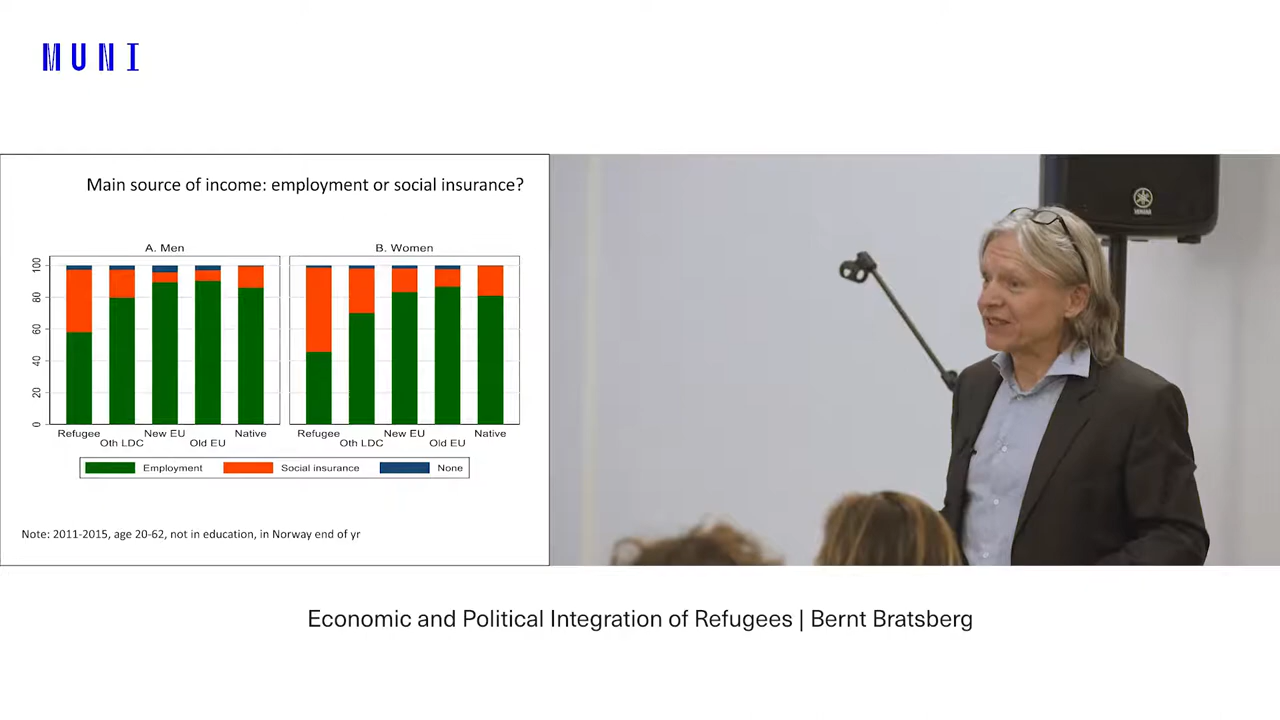 MUNI
Main source of income: employment or social insurance?
A. Men
B. Women
100
80
60
40
20
0
Refugee
Oth LDC
New EU
Old EU
Native
Refugee
Oth LDC
New EU
Old EU
Native
Employment
Social insurance
None
Note: 2011-2015, age 20-62, not in education, in Norway end of yr
YAMAHA
Economic and Political Integration of Refugees | Bernt Bratsberg